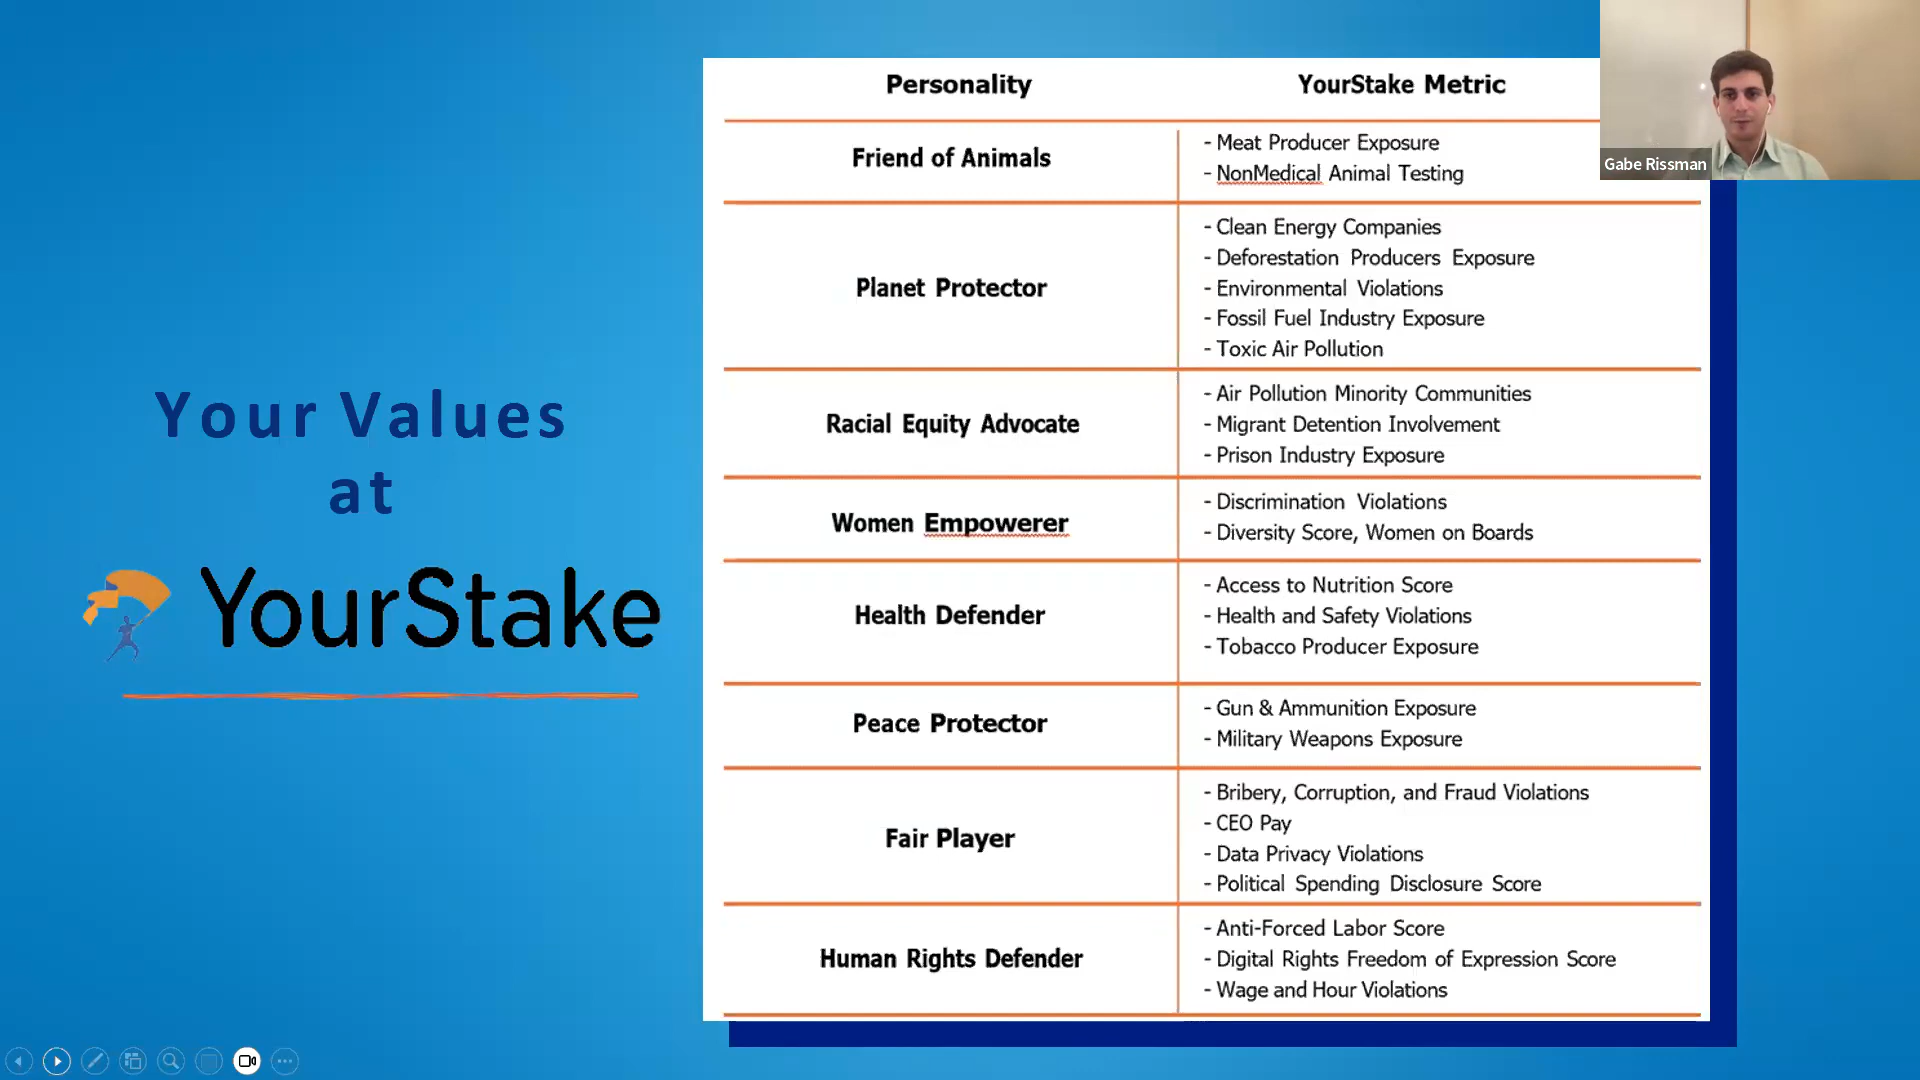 Your Values
at
YourStake
Personality
YourStake Metric
Friend of Animals
- Meat Producer Exposure
- NonMedical Animal Testing
Planet Protector
- Clean Energy Companies
- Deforestation Producers Exposure
- Environmental Violations
- Fossil Fuel Industry Exposure
- Toxic Air Pollution
Racial Equity Advocate
- Air Pollution Minority Communities
- Migrant Detention Involvement
- Prison Industry Exposure
Women Empowerer
- Discrimination Violations
- Diversity Score, Women on Boards
Health Defender
- Access to Nutrition Score
- Health and Safety Violations
- Tobacco Producer Exposure
Peace Protector
- Gun & Ammunition Exposure
- Military Weapons Exposure
Fair Player
- Bribery, Corruption, and Fraud Violations
- CEO Pay
- Data Privacy Violations
- Political Spending Disclosure Score
Human Rights Defender
- Anti-Forced Labor Score
- Digital Rights Freedom of Expression Score
- Wage and Hour Violations
Gabe Rissman